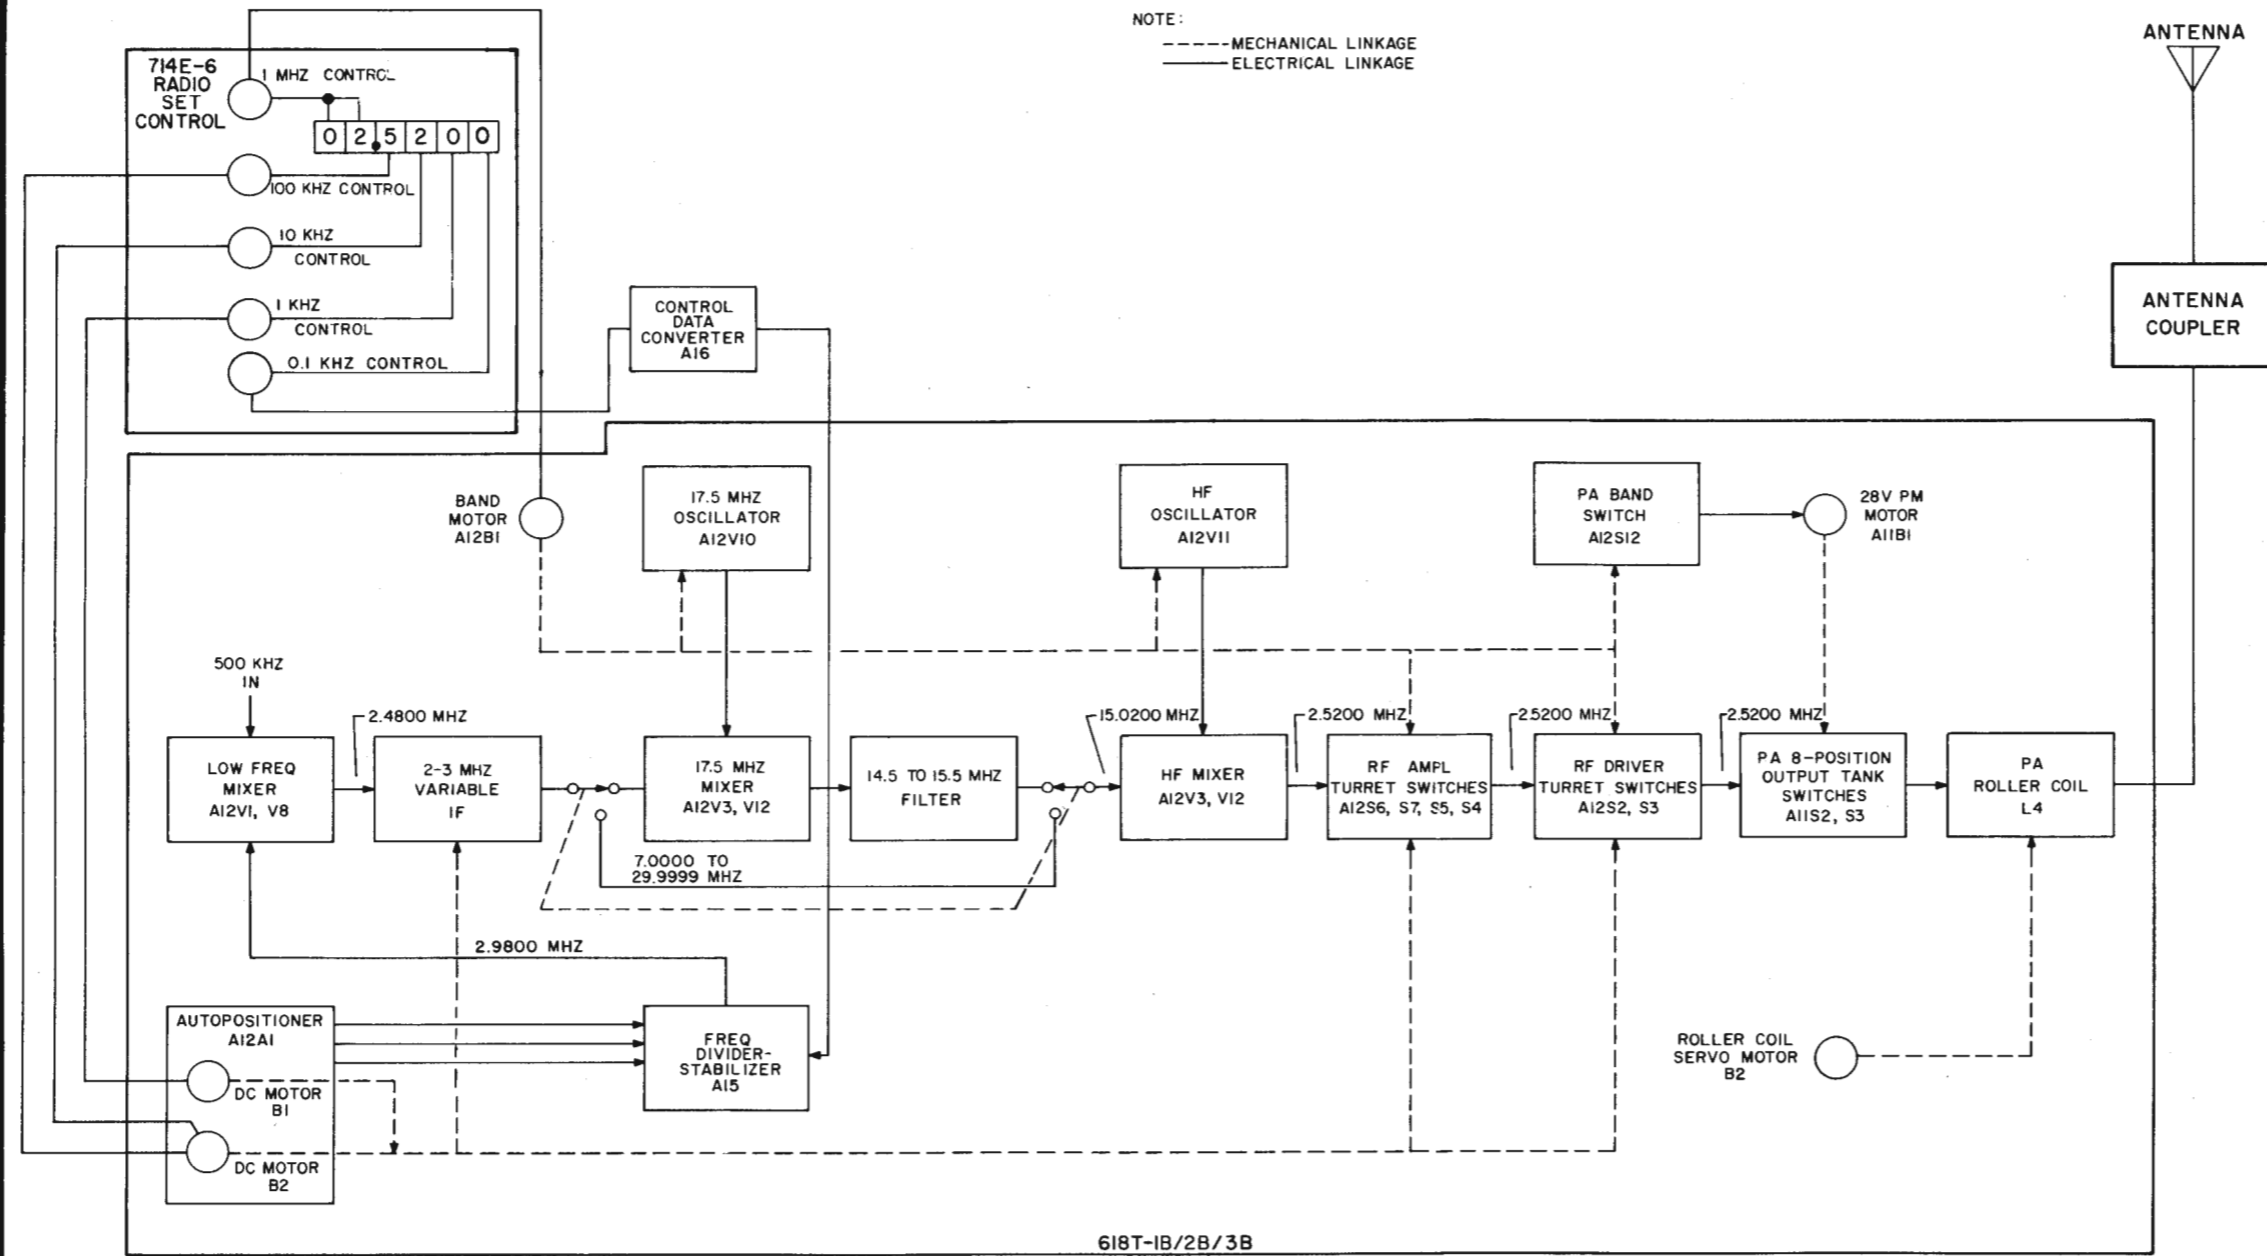 NOTE:
MECHANICAL LINKAGE
ELECTRICAL LINKAGE
ANTENNA
714E-6
RADIO
SET
CONTROL
1 MHZ CONTROL
0 2.5 2 0 0
100 KHZ CONTROL
10 KHZ
CONTROL
1 KHZ
CONTROL
0.1 KHZ CONTROL
CONTROL
DATA
CONVERTER
A16
ANTENNA
COUPLER
BAND
MOTOR
A12B1
17.5 MHZ
OSCILLATOR
A12V10
HF
OSCILLATOR
A12V11
PA BAND
SWITCH
A12S12
28V PM
MOTOR
A11B1
500 KHZ
IN
2.4800 MHZ
15.0200 MHZ
2.5200 MHZ
2.5200 MHZ
2.5200 MHZ
LOW FREQ
MIXER
A12V1, V8
2-3 MHZ
VARIABLE
IF
17.5 MHZ
MIXER
A12V3, V12
14.5 TO 15.5 MHZ
FILTER
HF MIXER
A12V3, V12
RF AMPL
TURRET SWITCHES
A12S6, S7, S5, S4
RF DRIVER
TURRET SWITCHES
A12S2, S3
PA 8-POSITION
OUTPUT TANK
SWITCHES
A11S2, S3
PA
ROLLER COIL
L4
7.0000 TO
29.9999 MHZ
2.9800 MHZ
AUTOPOSITIONER
A12A1
DC MOTOR
B1
DC MOTOR
B2
FREQ
DIVIDER-
STABILIZER
A15
ROLLER COIL
SERVO MOTOR
B2
618T-1B/2B/3B